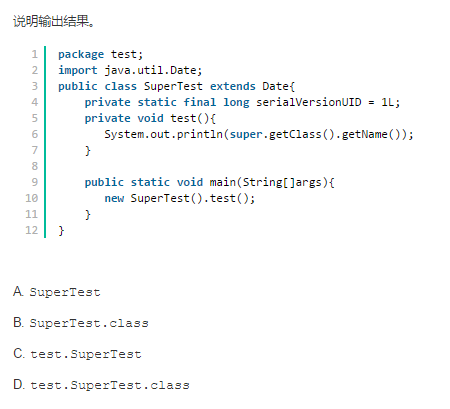 说明输出结果。
1 package test;
2 import java.util.Date;
3 public class SuperTest extends Date{
4     private static final long serialVersionUID = 1L;
5     private void test(){
6        System.out.println(super.getClass().getName());
7     }
8
9     public static void main(String[]args){
10        new SuperTest().test();
11     }
12 }
A. SuperTest
B. SuperTest.class
C. test.SuperTest
D. test.SuperTest.class